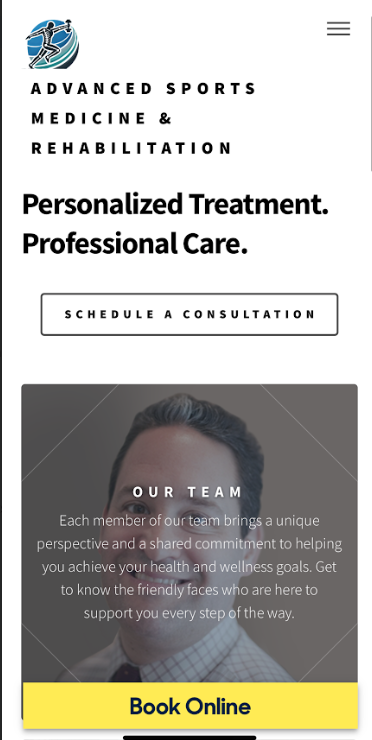 ADVANCED SPORTS
MEDICINE &
REHABILITATION
Personalized Treatment.
Professional Care.
SCHEDULE A CONSULTATION
OUR TEAM
Each member of our team brings a unique
perspective and a shared commitment to helping
you achieve your health and wellness goals. Get
to know the friendly faces who are here to
support you every step of the way.
Book Online